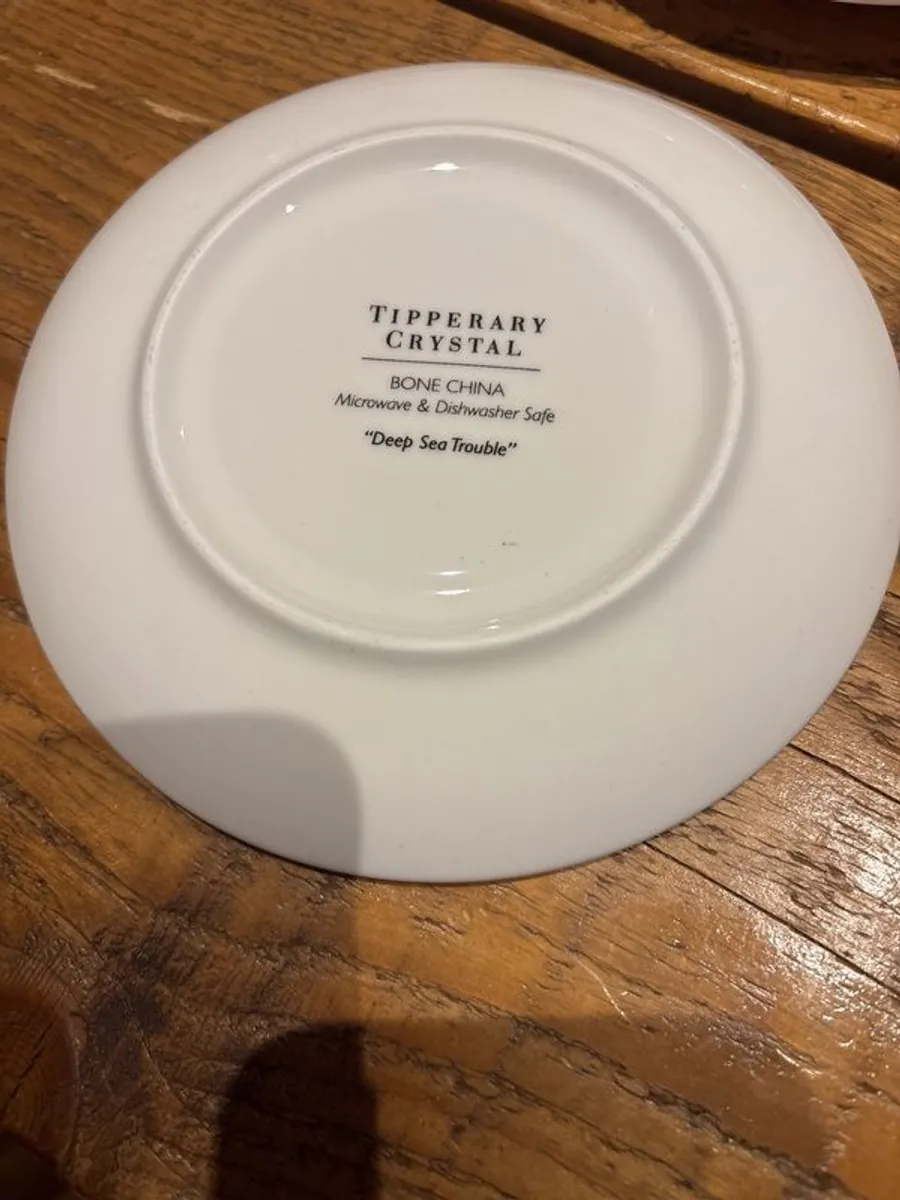 TIPPERARY
CRYSTAL
BONE CHINA
Microwave & Dishwasher Safe
“Deep Sea Trouble”